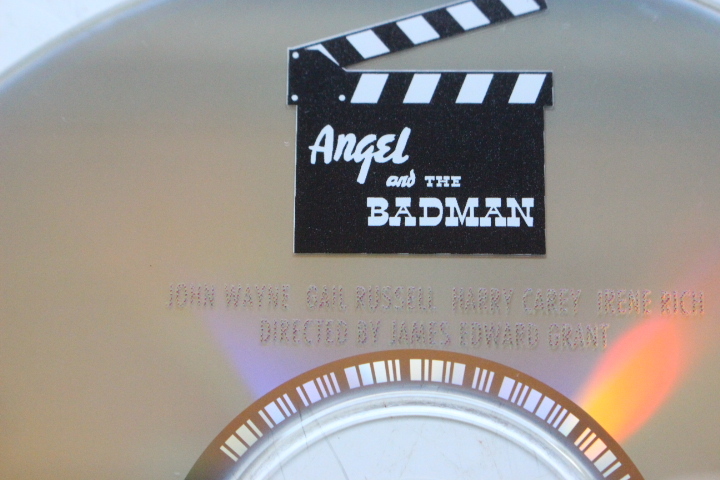 Angel
and THE
BADMAN
JOHN WAYNE GAIL RUSSELL HARRY CAREY IRENE RICH
DIRECTED BY JAMES EDWARD GRANT